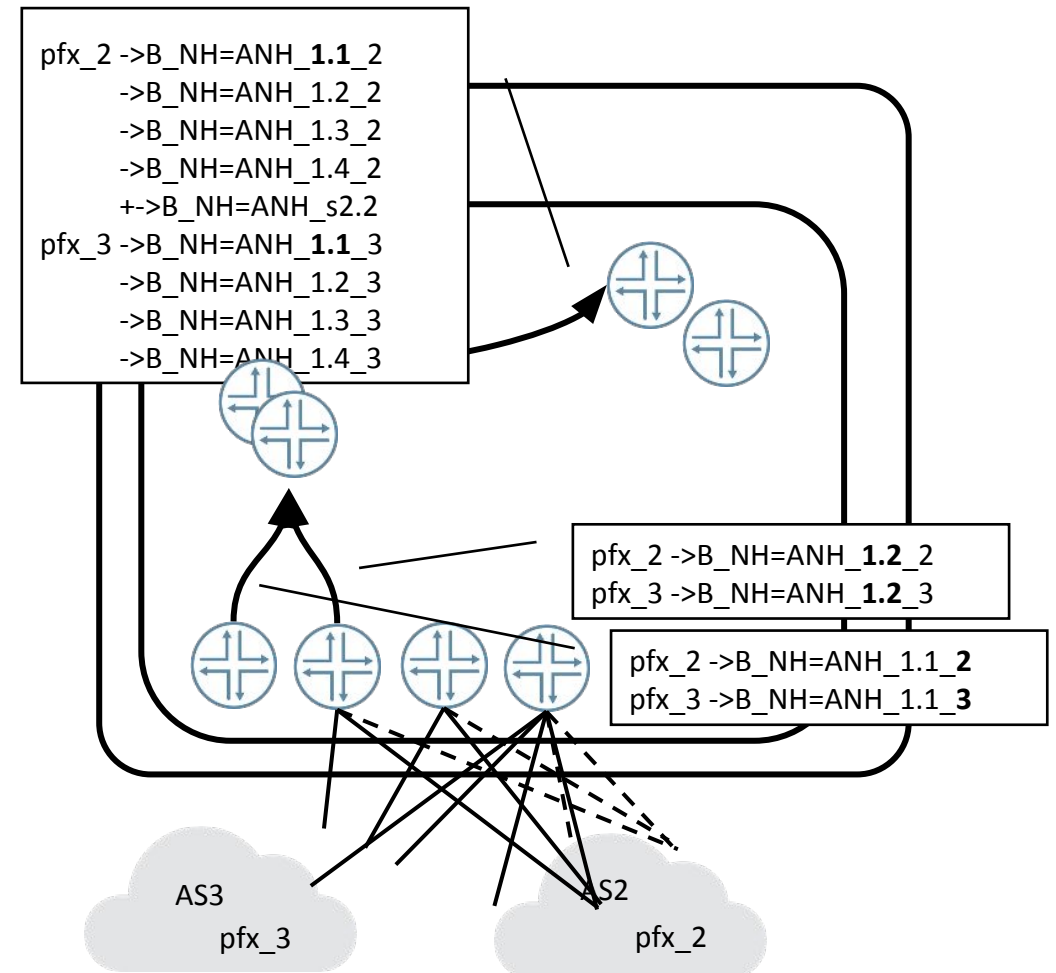 pfx_2 ->B_NH=ANH_1.1_2
->B_NH=ANH_1.2_2
->B_NH=ANH_1.3_2
->B_NH=ANH_1.4_2
+->B_NH=ANH_s2.2
pfx_3 ->B_NH=ANH_1.1_3
->B_NH=ANH_1.2_3
->B_NH=ANH_1.3_3
->B_NH=ANH_1.4_3
pfx_2 ->B_NH=ANH_1.2_2
pfx_3 ->B_NH=ANH_1.2_3
pfx_2 ->B_NH=ANH_1.1_2
pfx_3 ->B_NH=ANH_1.1_3
AS3
pfx_3
AS2
pfx_2